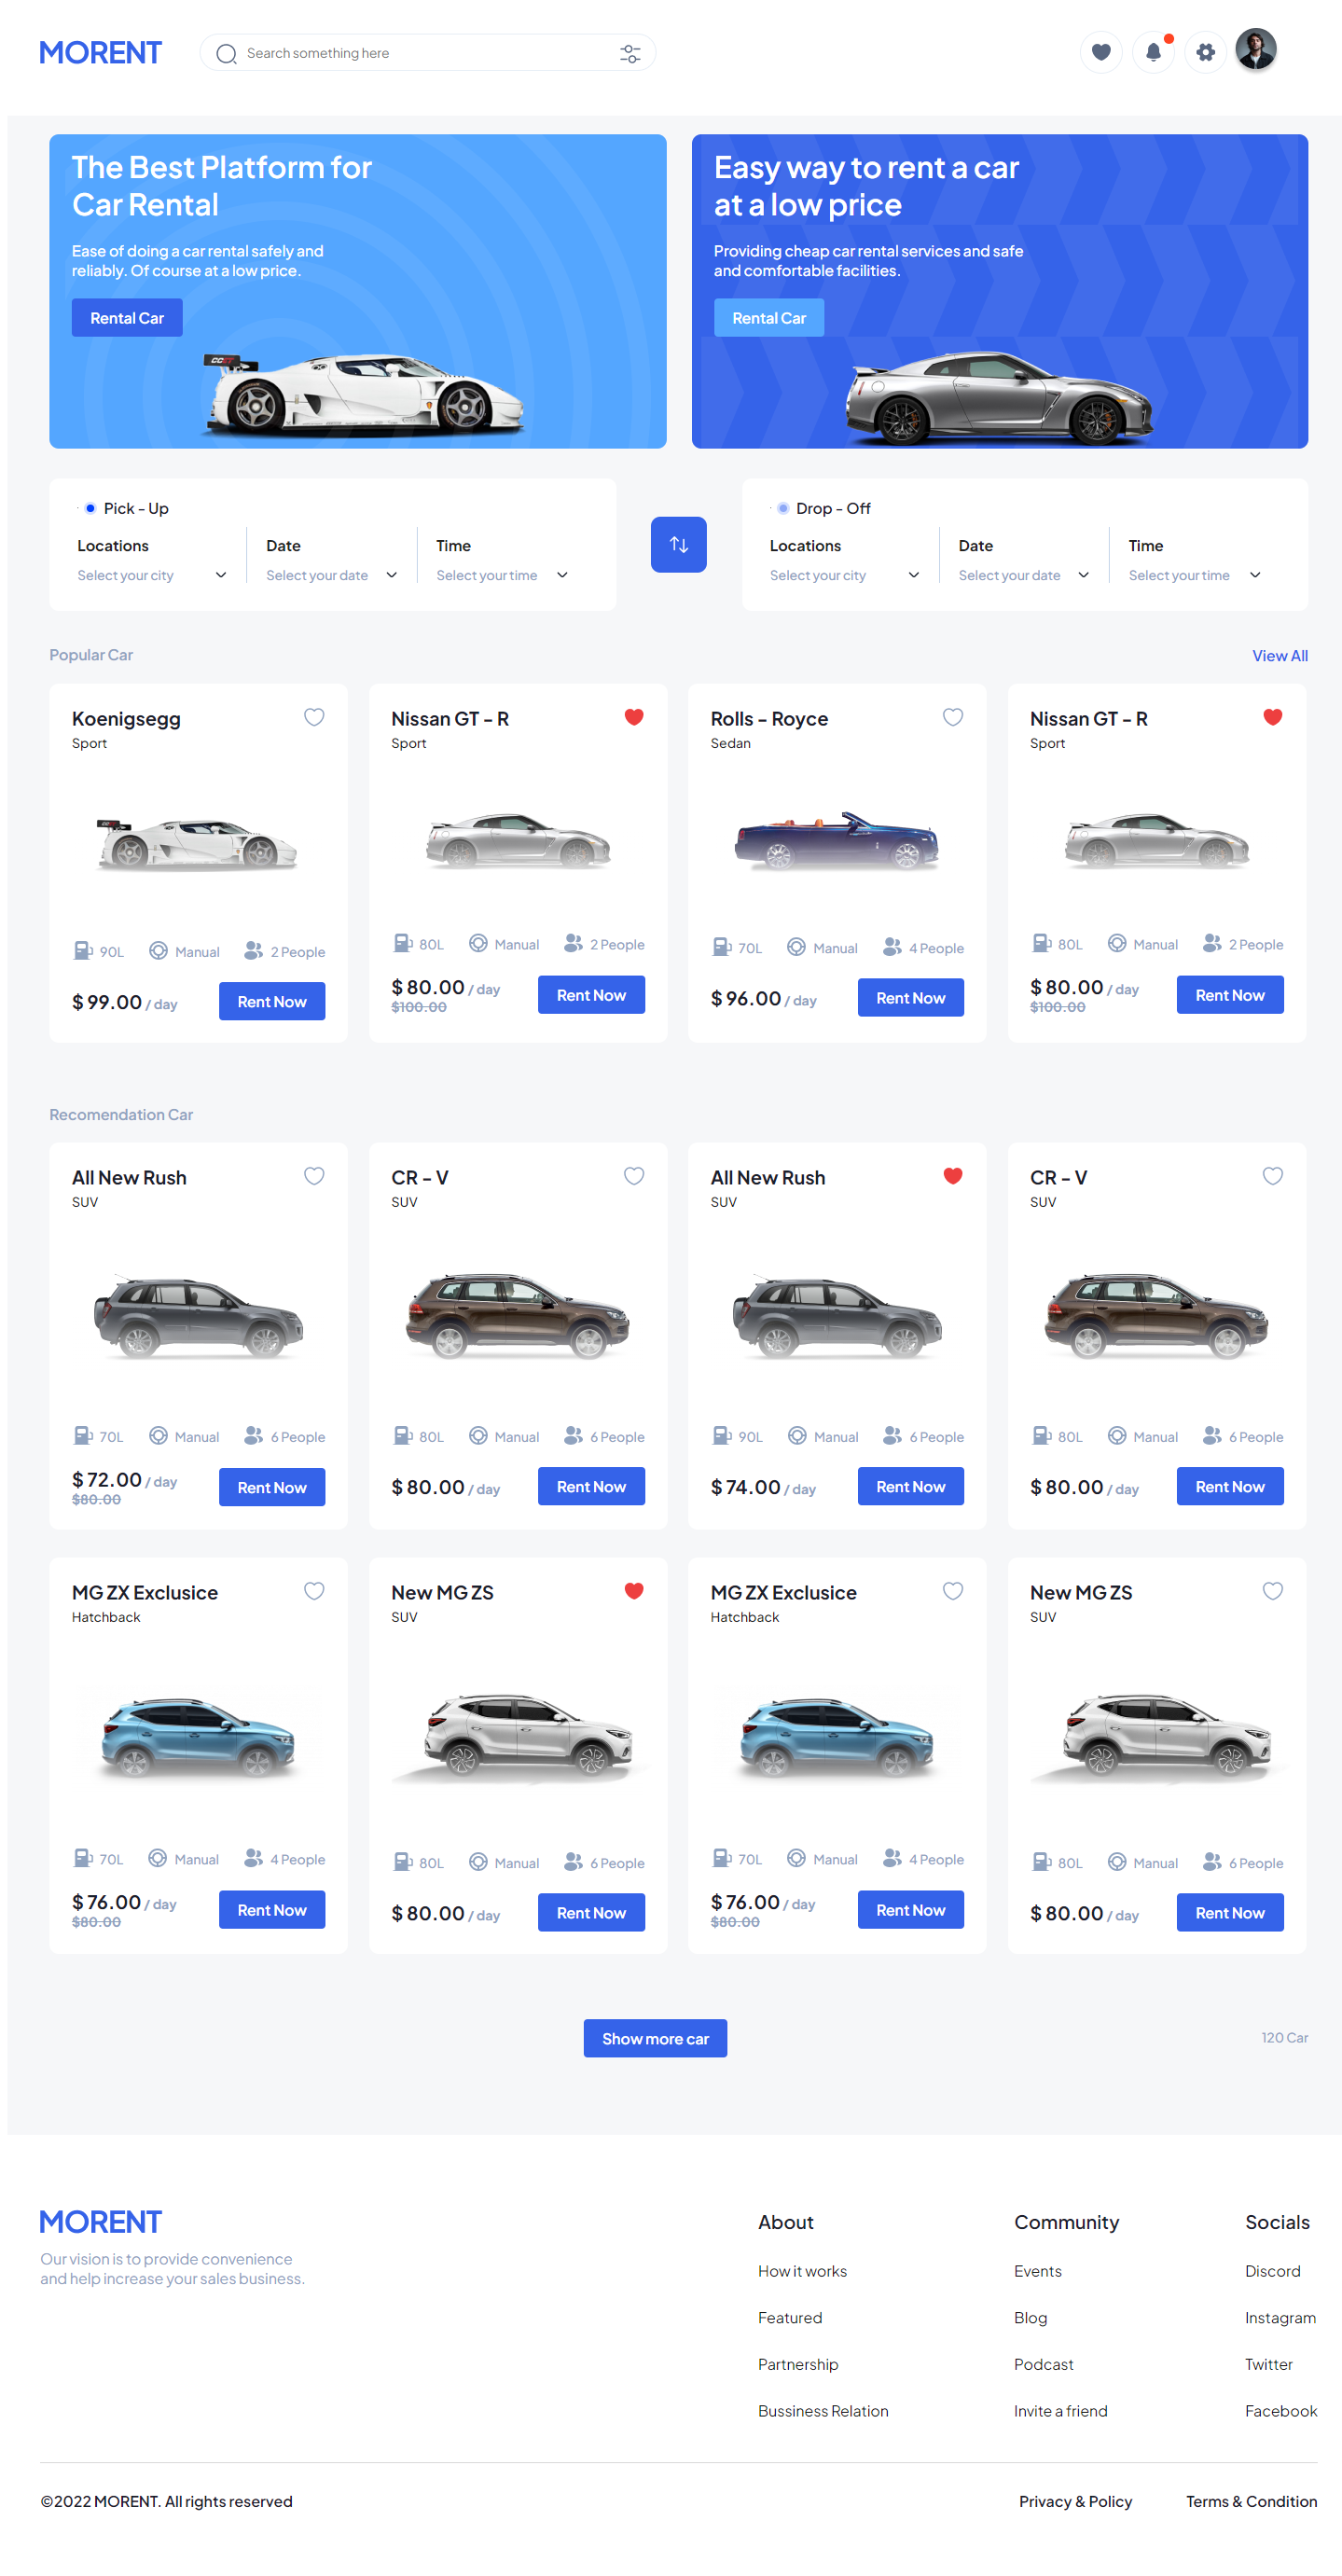 MORENT
Search something here
The Best Platform for
Car Rental
Ease of doing a car rental safely and
reliably. Of course at a low price.
Rental Car
Easy way to rent a car
at a low price
Providing cheap car rental services and safe
and comfortable facilities.
Rental Car
Pick - Up
Locations
Date
Time
Select your city
Select your date
Select your time
Drop - Off
Locations
Date
Time
Select your city
Select your date
Select your time
Popular Car
View All
Koenigsegg
Sport
90L
Manual
2 People
$ 99.00 / day
Rent Now
Nissan GT - R
Sport
80L
Manual
2 People
$ 80.00 / day
$100.00
Rent Now
Rolls - Royce
Sedan
70L
Manual
4 People
$ 96.00 / day
Rent Now
Nissan GT - R
Sport
80L
Manual
2 People
$ 80.00 / day
$100.00
Rent Now
Recomendation Car
All New Rush
SUV
70L
Manual
6 People
$ 72.00 / day
$80.00
Rent Now
CR - V
SUV
80L
Manual
6 People
$ 80.00 / day
Rent Now
All New Rush
SUV
90L
Manual
6 People
$ 74.00 / day
Rent Now
CR - V
SUV
80L
Manual
6 People
$ 80.00 / day
Rent Now
MG ZX Exclusice
Hatchback
70L
Manual
4 People
$ 76.00 / day
$80.00
Rent Now
New MG ZS
SUV
80L
Manual
6 People
$ 80.00 / day
Rent Now
MG ZX Exclusice
Hatchback
70L
Manual
4 People
$ 76.00 / day
$80.00
Rent Now
New MG ZS
SUV
80L
Manual
6 People
$ 80.00 / day
Rent Now
Show more car
120 Car
MORENT
Our vision is to provide convenience
and help increase your sales business.
About
How it works
Featured
Partnership
Bussiness Relation
Community
Events
Blog
Podcast
Invite a friend
Socials
Discord
Instagram
Twitter
Facebook
©2022 MORENT. All rights reserved
Privacy & Policy
Terms & Condition